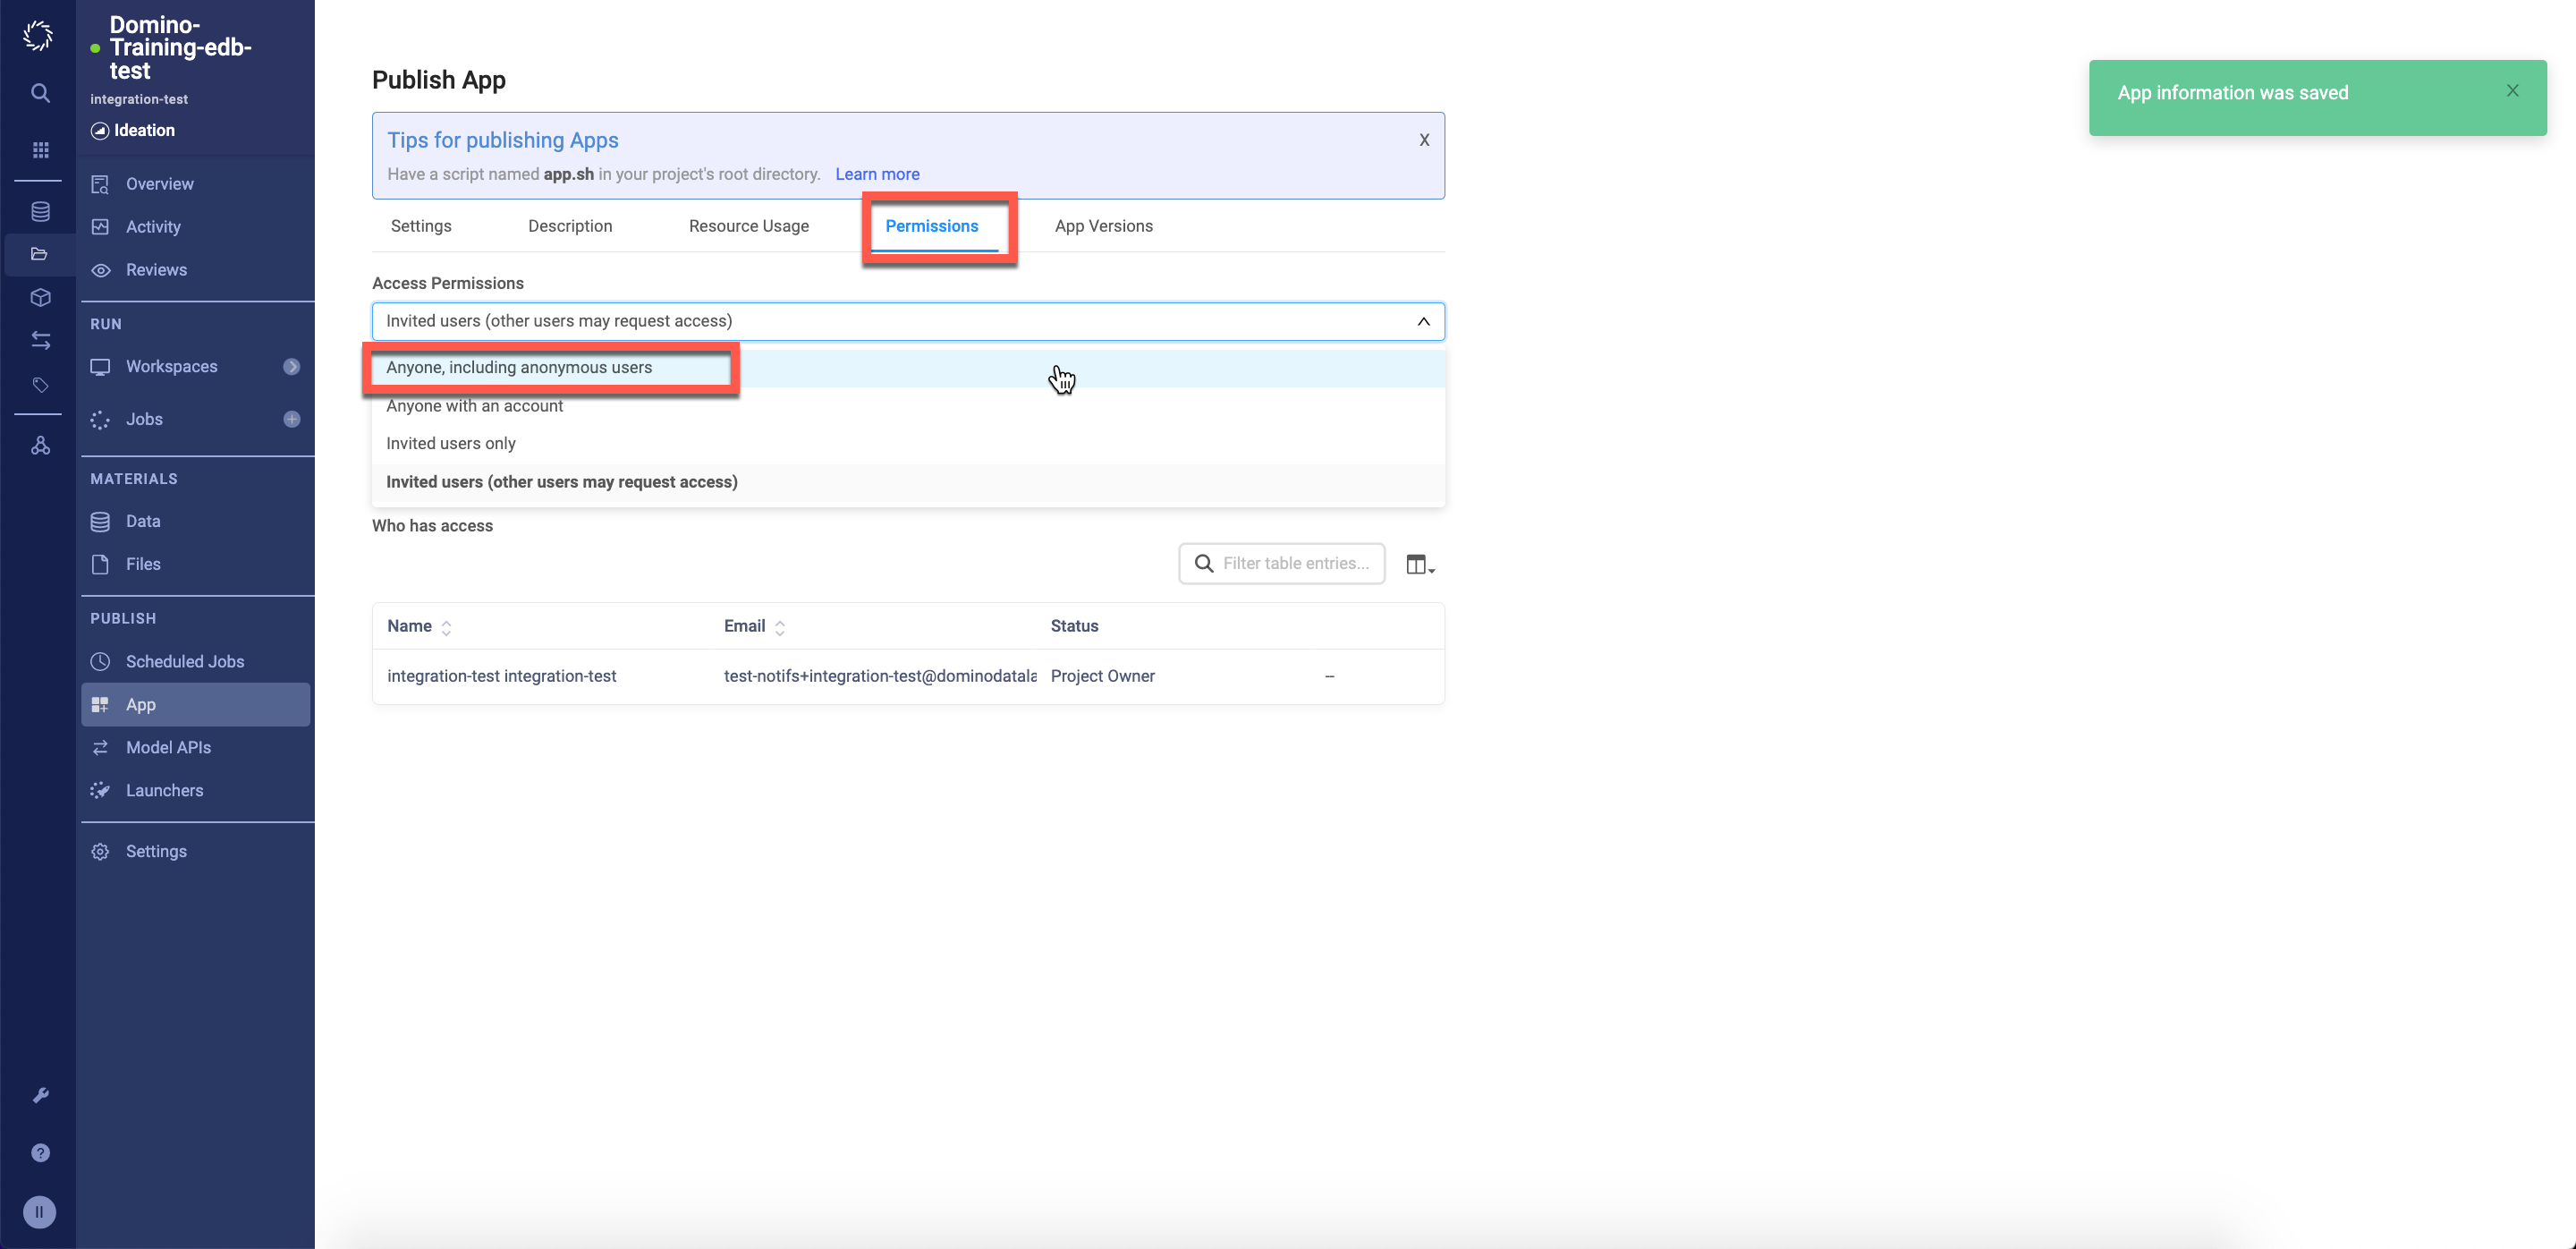 Domino-
Training-edb-
test
integration-test
Ideation
Overview
Activity
Reviews
RUN
Workspaces
Jobs
MATERIALS
Data
Files
PUBLISH
Scheduled Jobs
App
Model APIs
Launchers
Settings
?
II
Publish App
Tips for publishing Apps
X
Have a script named app.sh in your project's root directory. Learn more
Settings Description Resource Usage Permissions App Versions
Access Permissions
Invited users (other users may request access)
Anyone, including anonymous users
Anyone with an account
Invited users only
Invited users (other users may request access)
Who has access
Filter table entries...
Name Email Status
integration-test integration-test test-notifs+integration-test@dominodatala Project Owner --
App information was saved